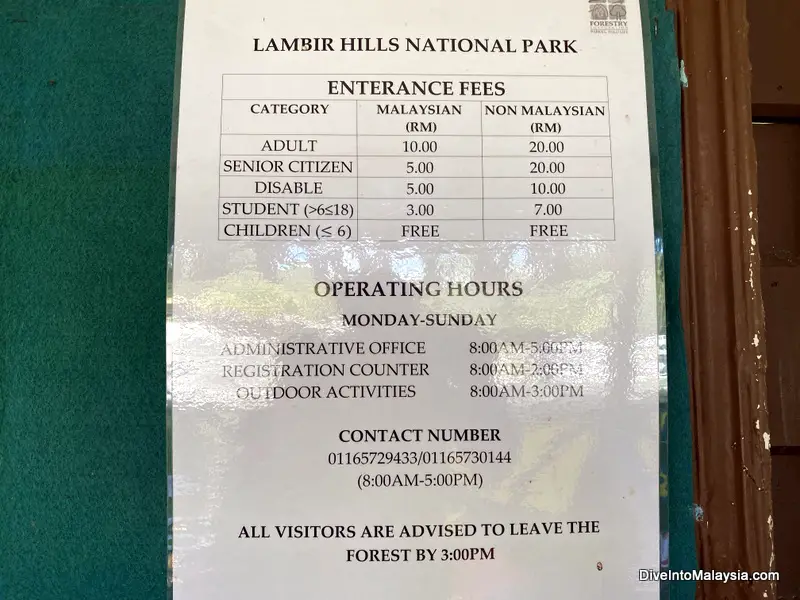 FORESTRY
LAMBIR HILLS NATIONAL PARK
ENTERANCE FEES
CATEGORY MALAYSIAN (RM) NON MALAYSIAN (RM)
ADULT 10.00 20.00
SENIOR CITIZEN 5.00 20.00
DISABLE 5.00 10.00
STUDENT (>6≤18) 3.00 7.00
CHILDREN (≤ 6) FREE FREE
OPERATING HOURS
MONDAY-SUNDAY
ADMINISTRATIVE OFFICE 8:00AM-5:00PM
REGISTRATION COUNTER 8:00AM-2:00PM
OUTDOOR ACTIVITIES 8:00AM-3:00PM
CONTACT NUMBER
01165729433/01165730144
(8:00AM-5:00PM)
ALL VISITORS ARE ADVISED TO LEAVE THE
FOREST BY 3:00PM
DiveIntoMalaysia.com